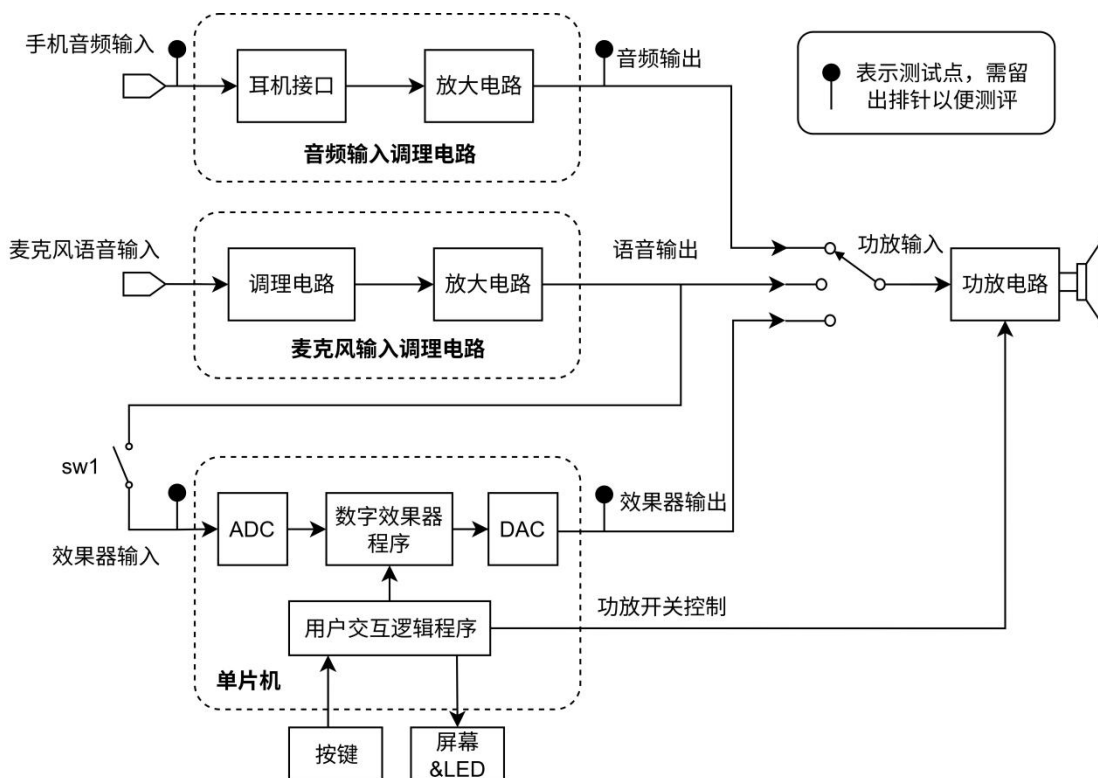 手机音频输入
耳机接口
放大电路
音频输入调理电路
音频输出
表示测试点，需留
出排针以便测评
麦克风语音输入
调理电路
放大电路
麦克风输入调理电路
语音输出
功放输入
功放电路
sw1
效果器输入
ADC
数字效果器
程序
DAC
效果器输出
用户交互逻辑程序
功放开关控制
单片机
按键
屏幕
&LED